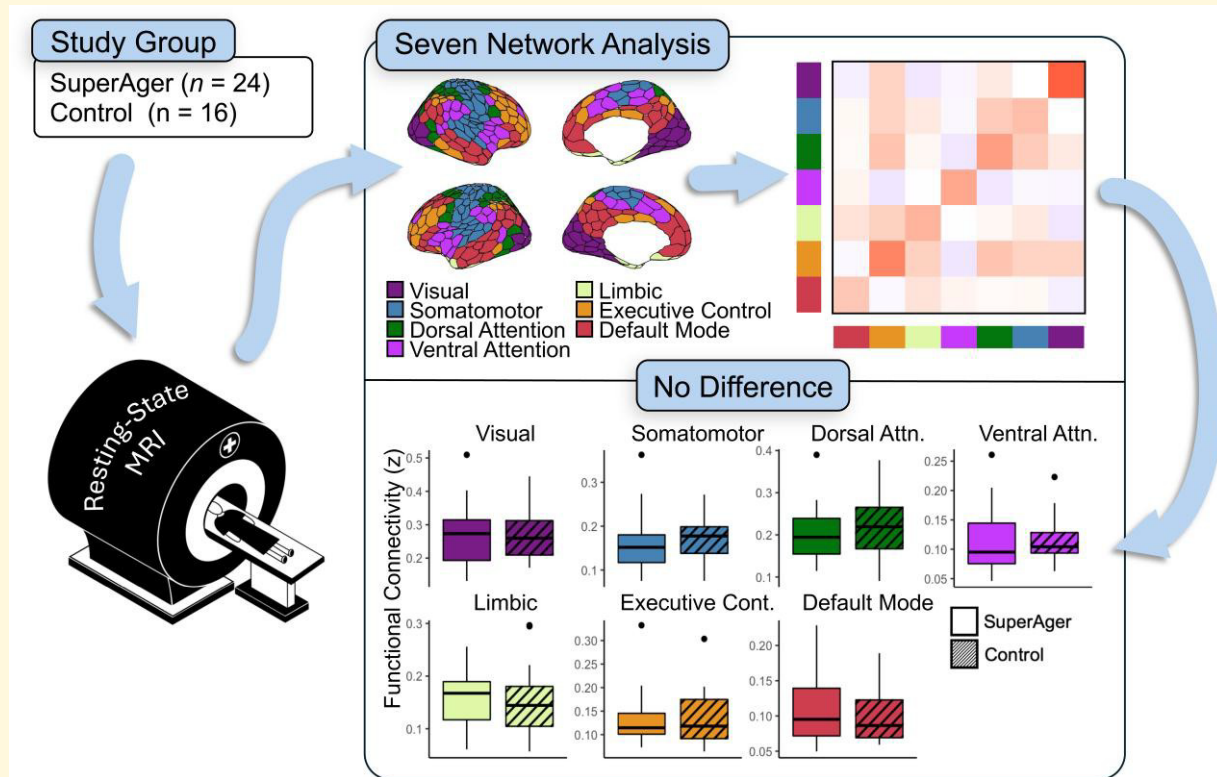 Study Group
SuperAger (n = 24)
Control (n = 16)
Resting-State
MRI
Seven Network Analysis
Visual
Somatomotor
Dorsal Attention
Ventral Attention
Limbic
Executive Control
Default Mode
No Difference
Functional Connectivity (z)
Visual
0.5
0.4
0.3
0.2
Somatomotor
0.3
0.2
0.1
Dorsal Attn.
0.4
0.3
0.2
0.1
Ventral Attn.
0.25
0.20
0.15
0.10
0.05
Limbic
0.2
0.1
Executive Cont.
0.30
0.25
0.20
0.15
0.10
Default Mode
0.20
0.15
0.10
0.05
SuperAger
Control